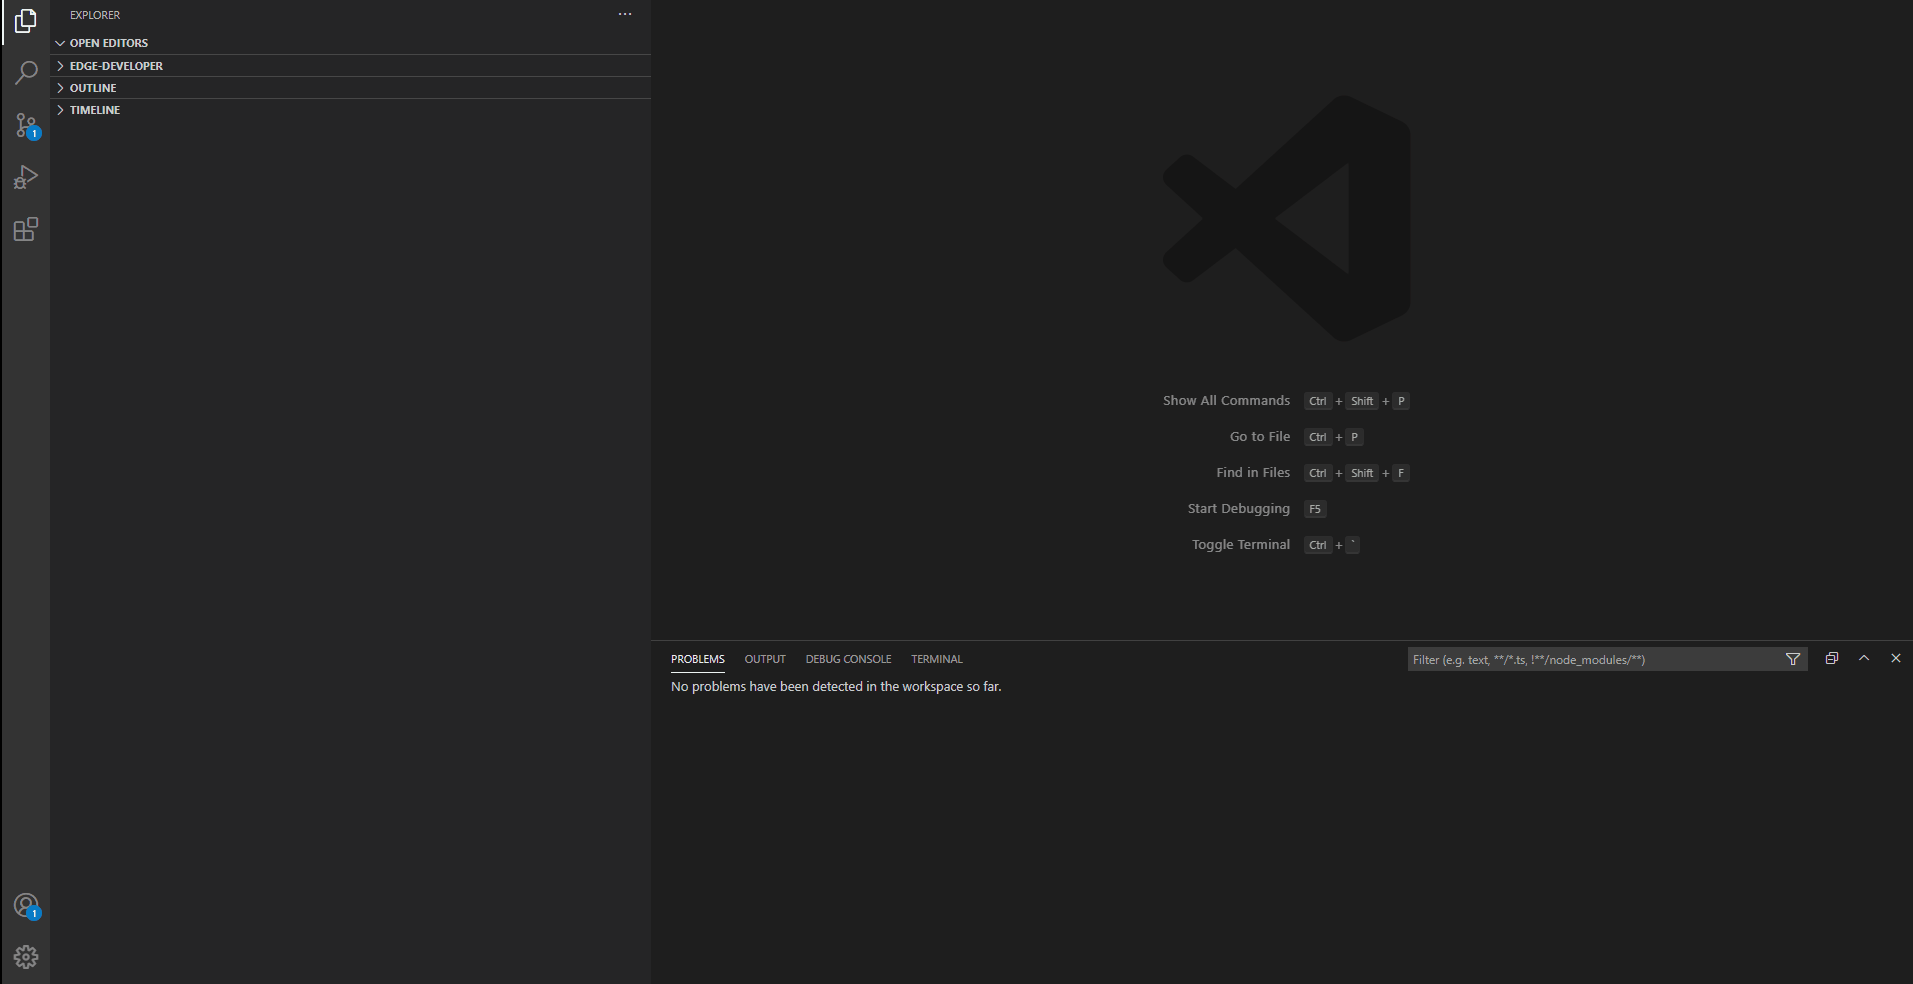 EXPLORER
OPEN EDITORS
EDGE-DEVELOPER
OUTLINE
TIMELINE
1
1
Show All Commands Ctrl + Shift + P
Go to File Ctrl + P
Find in Files Ctrl + Shift + F
Start Debugging F5
Toggle Terminal Ctrl + `
PROBLEMS OUTPUT DEBUG CONSOLE TERMINAL Filter (e.g. text, **/*.ts, !**/node_modules/**)
No problems have been detected in the workspace so far.